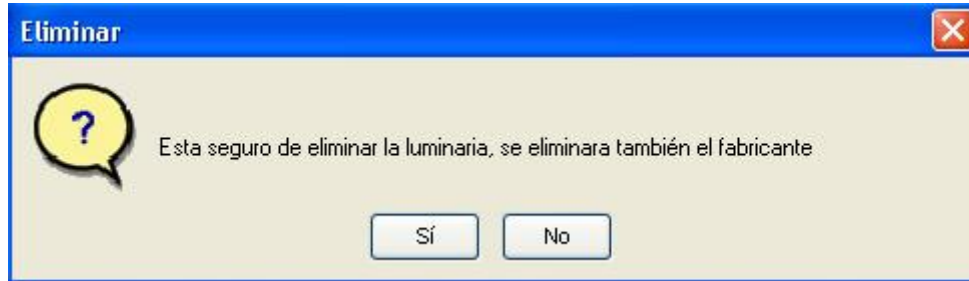 Eliminar
?
Esta seguro de eliminar la luminaria, se eliminara también el fabricante
Sí No